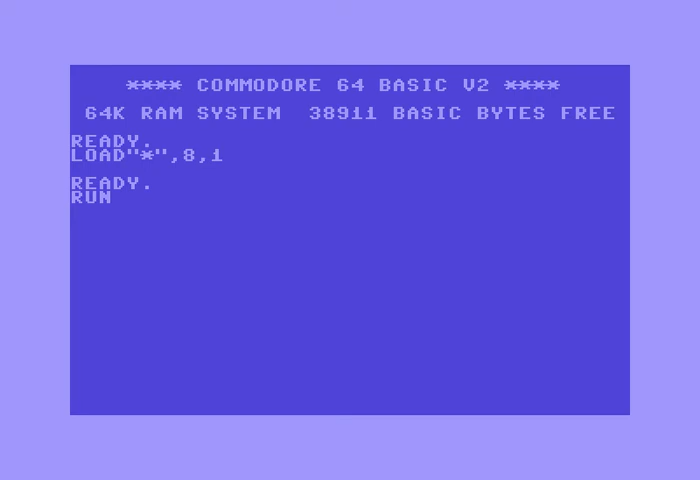 **** COMMODORE 64 BASIC V2 ****
64K RAM SYSTEM  38911 BASIC BYTES FREE
READY.
LOAD"*",8,1
READY.
RUN